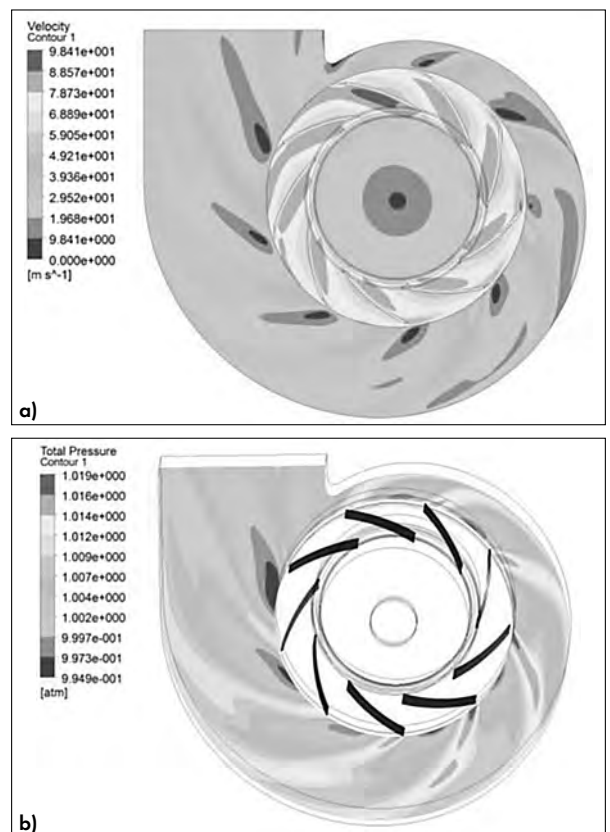 Velocity
Contour 1
9.841e+001
8.857e+001
7.873e+001
6.889e+001
5.905e+001
4.921e+001
3.936e+001
2.952e+001
1.968e+001
9.841e+000
0.000e+000
[m s^-1]
a)
Total Pressure
Contour 1
1.019e+000
1.016e+000
1.014e+000
1.012e+000
1.009e+000
1.007e+000
1.004e+000
1.002e+000
9.997e-001
9.973e-001
9.949e-001
[atm]
b)